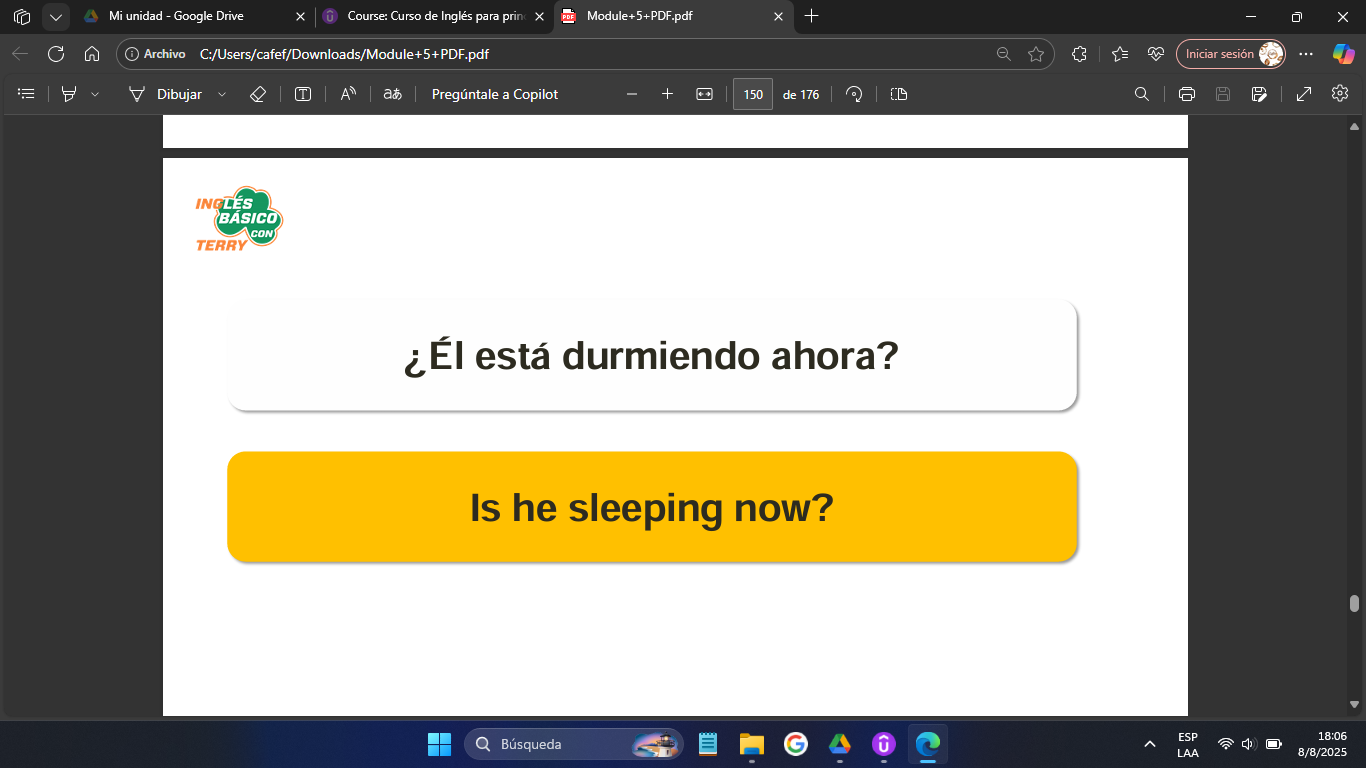 Mi unidad - Google Drive
Course: Curso de Inglés para prin
Module+5+PDF.pdf
Archivo
C:/Users/cafef/Downloads/Module+5+PDF.pdf
Iniciar sesión
Dibujar
Pregúntale a Copilot
150
de 176
INGLÉS
BÁSICO
CON
TERRY
¿Él está durmiendo ahora?
Is he sleeping now?
Búsqueda
ESP
LAA
18:06
8/8/2025